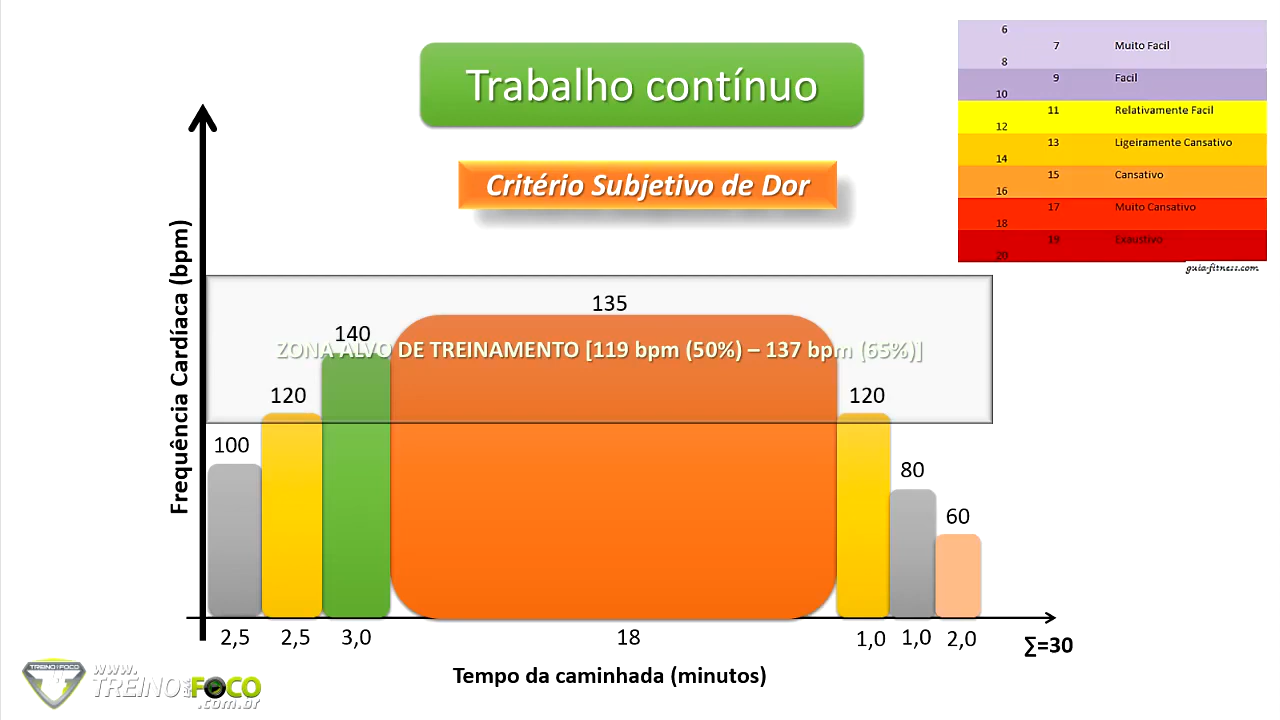 Trabalho contínuo
Critério Subjetivo de Dor
6
7 Muito Facil
8
9 Facil
10
11 Relativamente Facil
12
13 Ligeiramente Cansativo
14
15 Cansativo
16
17 Muito Cansativo
18
19 Exaustivo
20
guia-fitness.com
Frequência Cardíaca (bpm)
135
140
ZONA ALVO DE TREINAMENTO [119 bpm (50%) – 137 bpm (65%)]
120
120
100
80
60
2,5 2,5 3,0 18 1,0 1,0 2,0
∑=30
Tempo da caminhada (minutos)
TREINO FOCO
www.
TREINO EM FOCO
.com.br